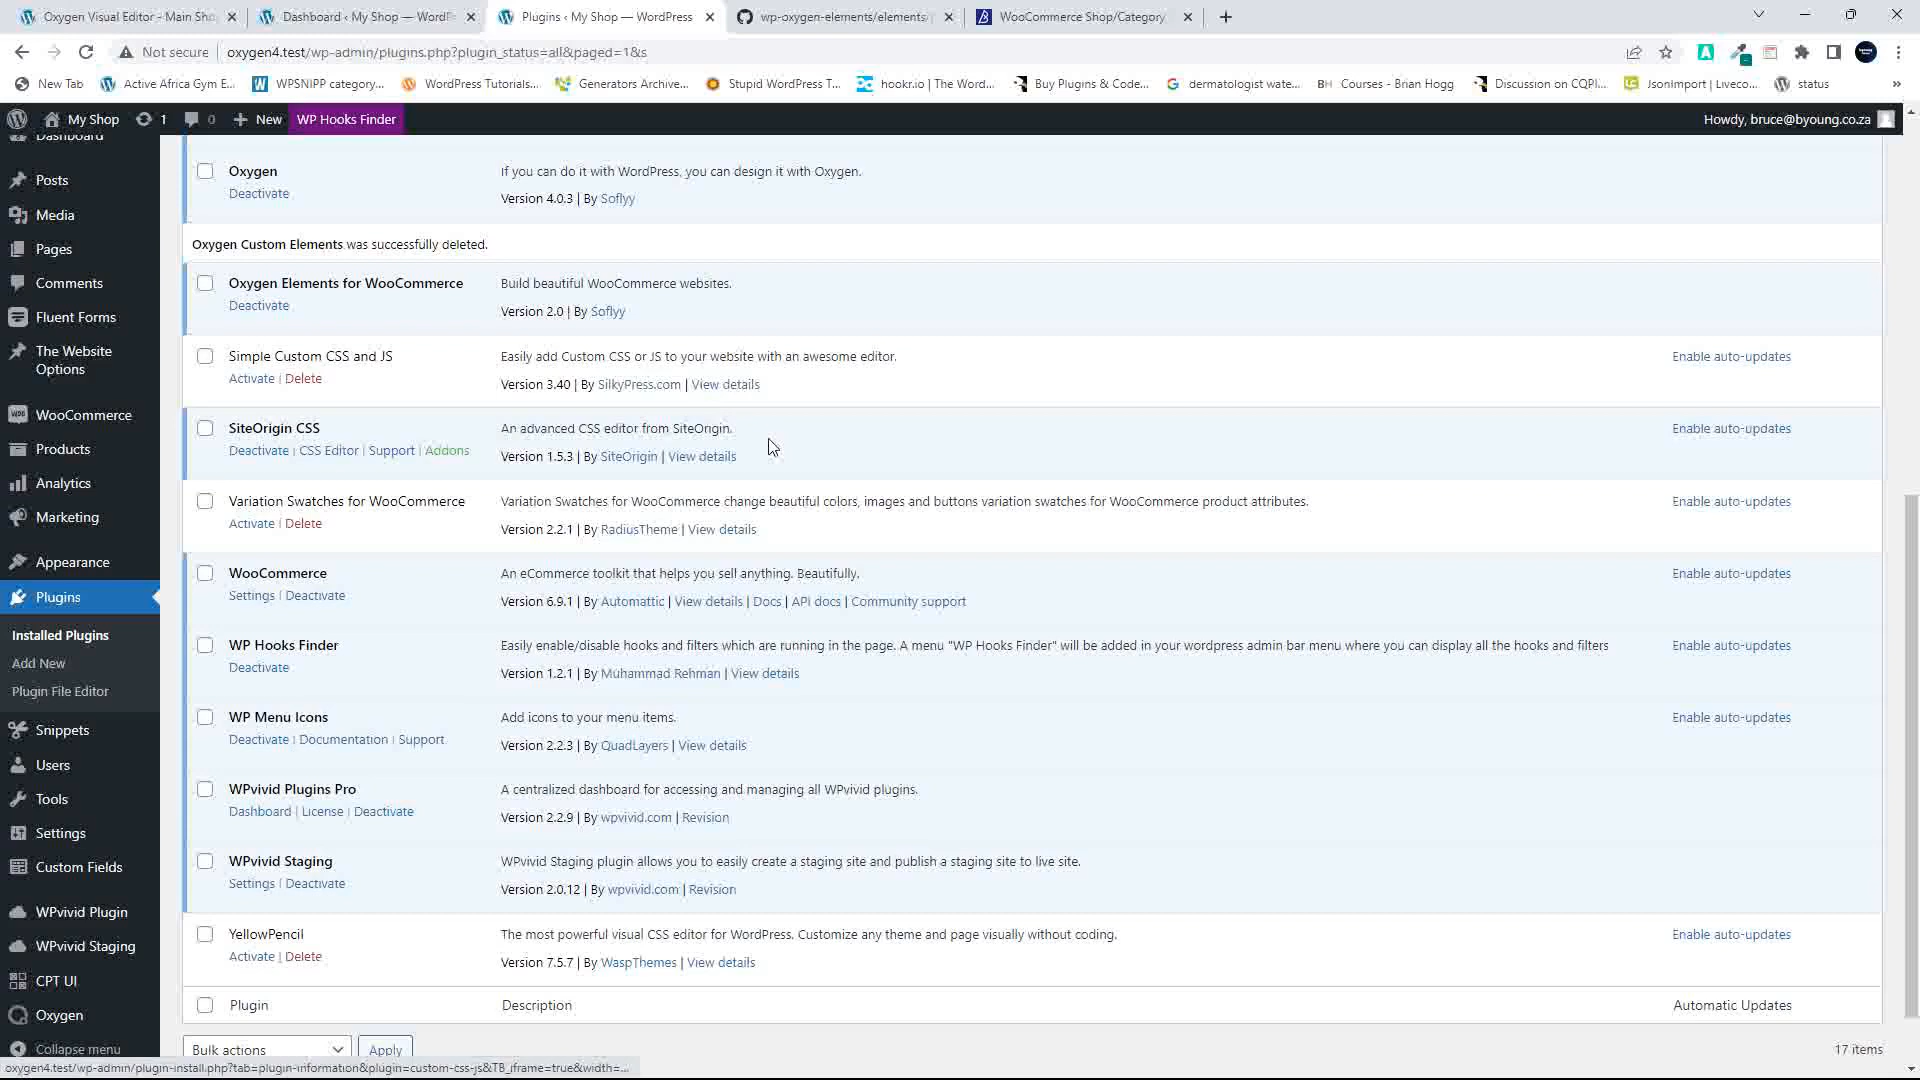 Oxygen Visual Editor - Main Sho
Dashboard ‹ My Shop — WordP
Plugins ‹ My Shop — WordPress
wp-oxygen-elements/elements/
WooCommerce Shop/Category
Not secure
oxygen4.test/wp-admin/plugins.php?plugin_status=all&paged=1&s
New Tab
Active Africa Gym E...
WPSNIPP category...
WordPress Tutorials...
Generators Archive...
Stupid WordPress T...
hookr.io | The Word...
Buy Plugins & Code...
dermatologist wate...
BH Courses - Brian Hogg
Discussion on CQPI...
Jsonimport | Liveco...
status
»
My Shop
1
0
New
WP Hooks Finder
Howdy, bruce@byoung.co.za
Dashboard
Posts
Media
Pages
Comments
Fluent Forms
The Website
Options
WooCommerce
Products
Analytics
Marketing
Appearance
Plugins
Installed Plugins
Add New
Plugin File Editor
Snippets
Users
Tools
Settings
Custom Fields
WPvivid Plugin
WPvivid Staging
CPT UI
Oxygen
Collapse menu
Oxygen
If you can do it with WordPress, you can design it with Oxygen.
Deactivate
Version 4.0.3 | By Soflyy
Oxygen Custom Elements was successfully deleted.
Oxygen Elements for WooCommerce
Build beautiful WooCommerce websites.
Deactivate
Version 2.0 | By Soflyy
Simple Custom CSS and JS
Easily add Custom CSS or JS to your website with an awesome editor.
Enable auto-updates
Activate | Delete
Version 3.40 | By SilkyPress.com | View details
SiteOrigin CSS
An advanced CSS editor from SiteOrigin.
Enable auto-updates
Deactivate | CSS Editor | Support | Addons
Version 1.5.3 | By SiteOrigin | View details
Variation Swatches for WooCommerce
Variation Swatches for WooCommerce change beautiful colors, images and buttons variation swatches for WooCommerce product attributes.
Enable auto-updates
Activate | Delete
Version 2.2.1 | By RadiusTheme | View details
WooCommerce
An eCommerce toolkit that helps you sell anything. Beautifully.
Enable auto-updates
Settings | Deactivate
Version 6.9.1 | By Automattic | View details | Docs | API docs | Community support
WP Hooks Finder
Easily enable/disable hooks and filters which are running in the page. A menu "WP Hooks Finder" will be added in your wordpress admin bar menu where you can display all the hooks and filters
Enable auto-updates
Deactivate
Version 1.2.1 | By Muhammad Rehman | View details
WP Menu Icons
Add icons to your menu items.
Enable auto-updates
Deactivate | Documentation | Support
Version 2.2.3 | By QuadLayers | View details
WPvivid Plugins Pro
A centralized dashboard for accessing and managing all WPvivid plugins.
Dashboard | License | Deactivate
Version 2.2.9 | By wpvivid.com | Revision
WPvivid Staging
WPvivid Staging plugin allows you to easily create a staging site and publish a staging site to live site.
Settings | Deactivate
Version 2.0.12 | By wpvivid.com | Revision
YellowPencil
The most powerful visual CSS editor for WordPress. Customize any theme and page visually without coding.
Enable auto-updates
Activate | Delete
Version 7.5.7 | By WaspThemes | View details
Plugin
Description
Automatic Updates
Bulk actions
Apply
17 items
oxygen4.test/wp-admin/plugin-install.php?tab=plugin-information&plugin=custom-css-js&TB_iframe=true&width=...